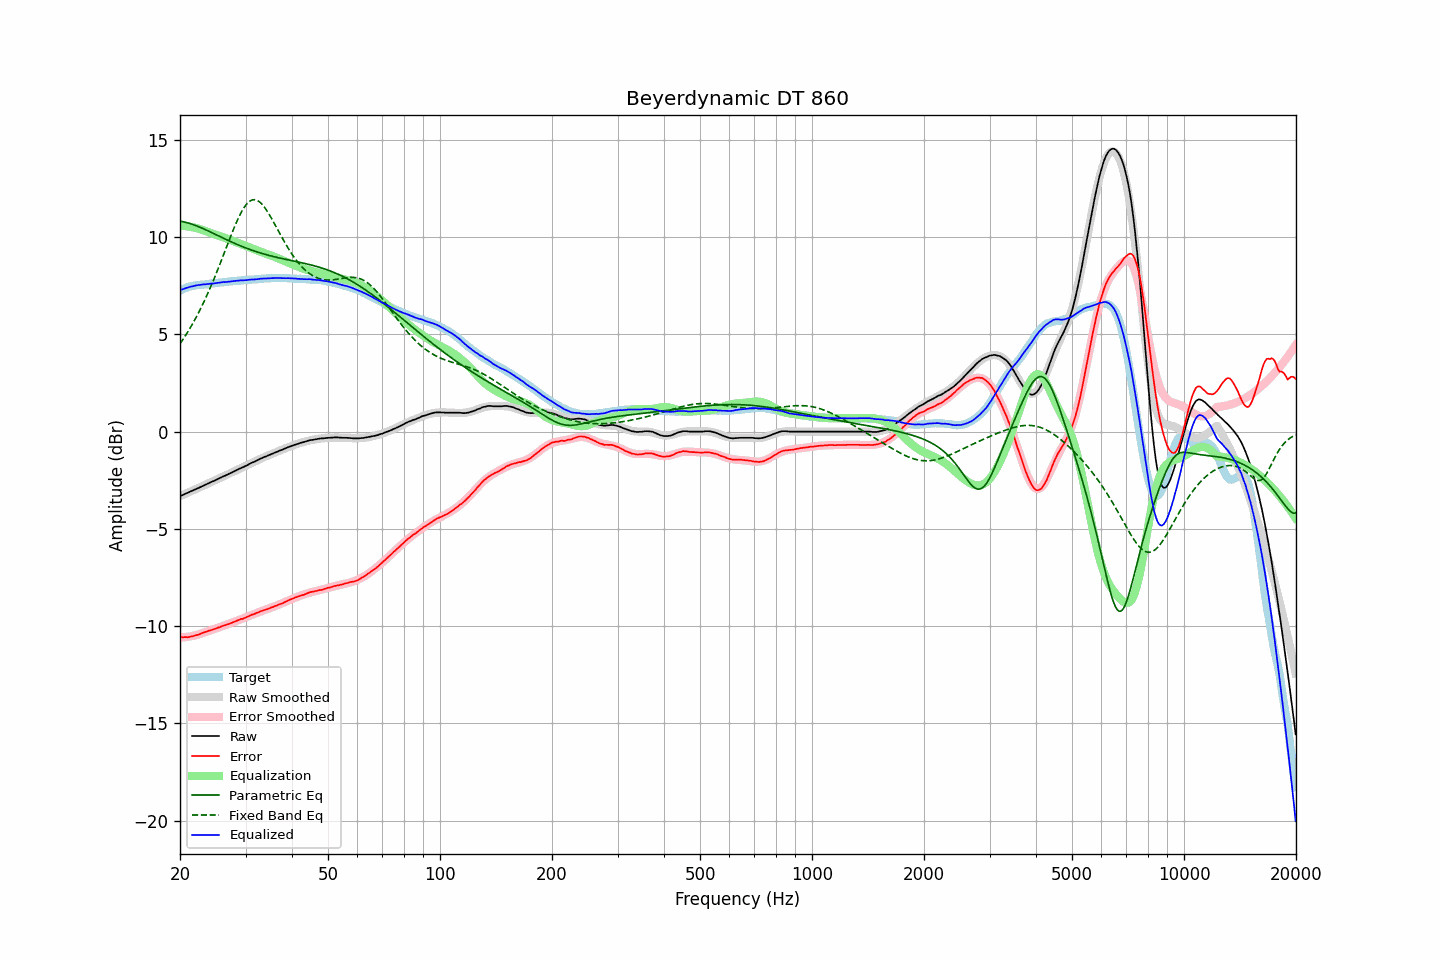 Beyerdynamic DT 860
15
10
5
0
−5
−10
−15
−20
Amplitude (dBr)
Target
Raw Smoothed
Error Smoothed
Raw
Error
Equalization
Parametric Eq
Fixed Band Eq
Equalized
20 50 100 200 500 1000 2000 5000 10000 20000
Frequency (Hz)